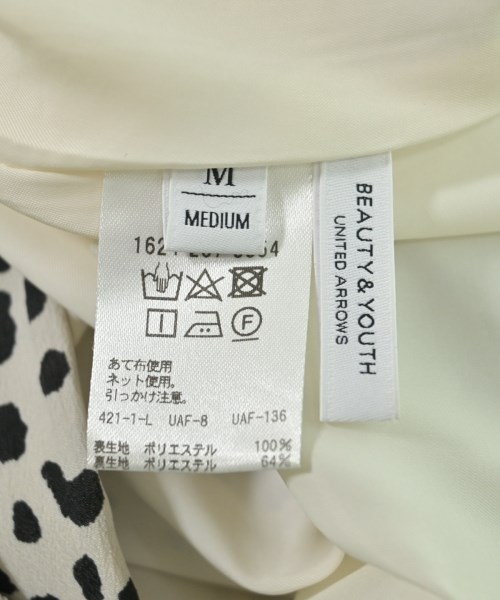 M
MEDIUM
BEAUTY & YOUTH
UNITED ARROWS
あて布使用
ネット使用。
引っかけ注意。
421-1-L UAF-8 UAF-136
表生地 ポリエステル 100%
裏生地 ポリエステル 64%